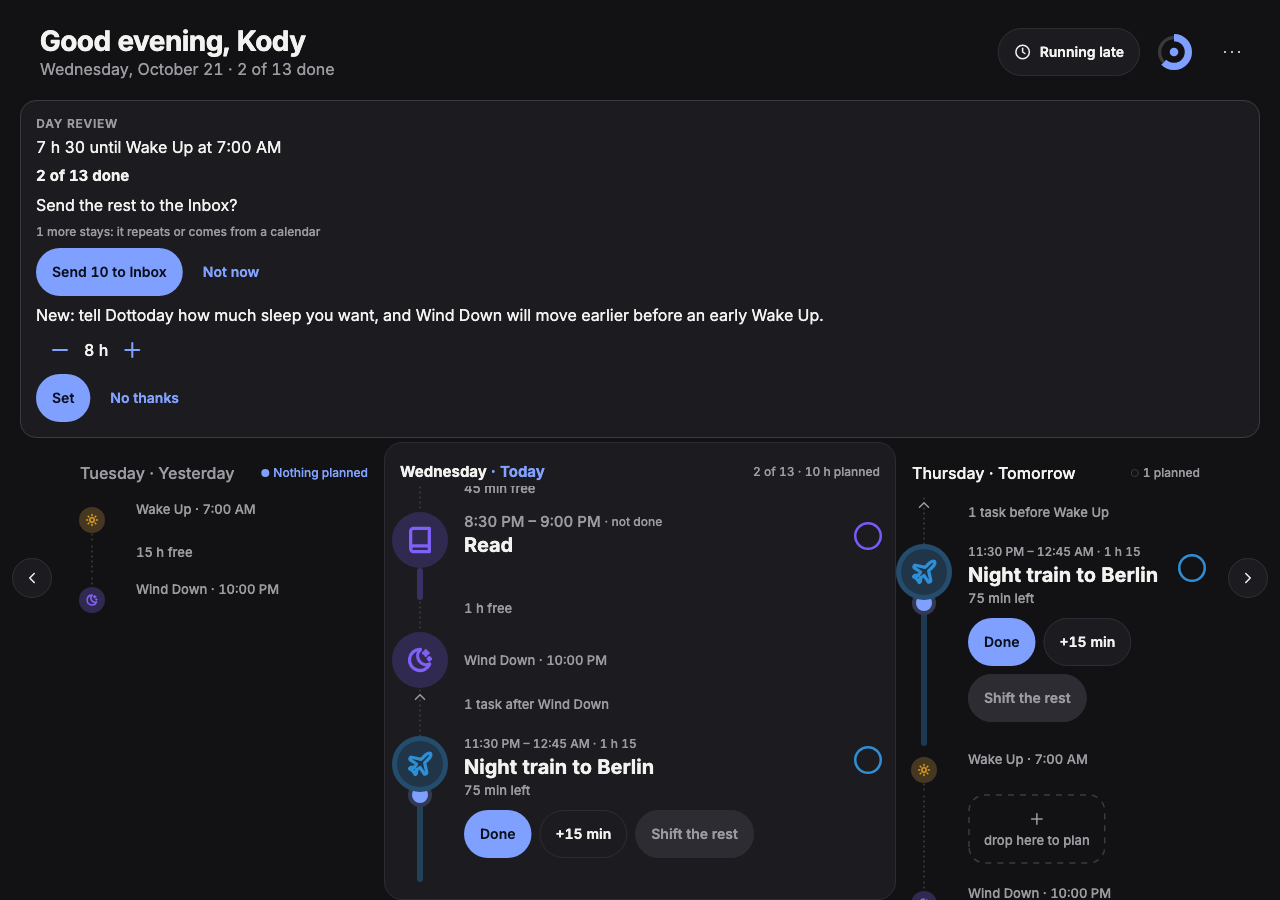 Good evening, Kody
Wednesday, October 21 · 2 of 13 done
Running late
DAY REVIEW
7 h 30 until Wake Up at 7:00 AM
2 of 13 done
Send the rest to the Inbox?
1 more stays: it repeats or comes from a calendar
Send 10 to Inbox
Not now
New: tell Dottoday how much sleep you want, and Wind Down will move earlier before an early Wake Up.
8 h
Set
No thanks
Tuesday · Yesterday
Nothing planned
Wake Up · 7:00 AM
15 h free
Wind Down · 10:00 PM
Wednesday · Today
2 of 13 · 10 h planned
45 min free
8:30 PM – 9:00 PM · not done
Read
1 h free
Wind Down · 10:00 PM
1 task after Wind Down
11:30 PM – 12:45 AM · 1 h 15
Night train to Berlin
75 min left
Done
+15 min
Shift the rest
Thursday · Tomorrow
1 planned
1 task before Wake Up
11:30 PM – 12:45 AM · 1 h 15
Night train to Berlin
75 min left
Done
+15 min
Shift the rest
Wake Up · 7:00 AM
drop here to plan
Wind Down · 10:00 PM